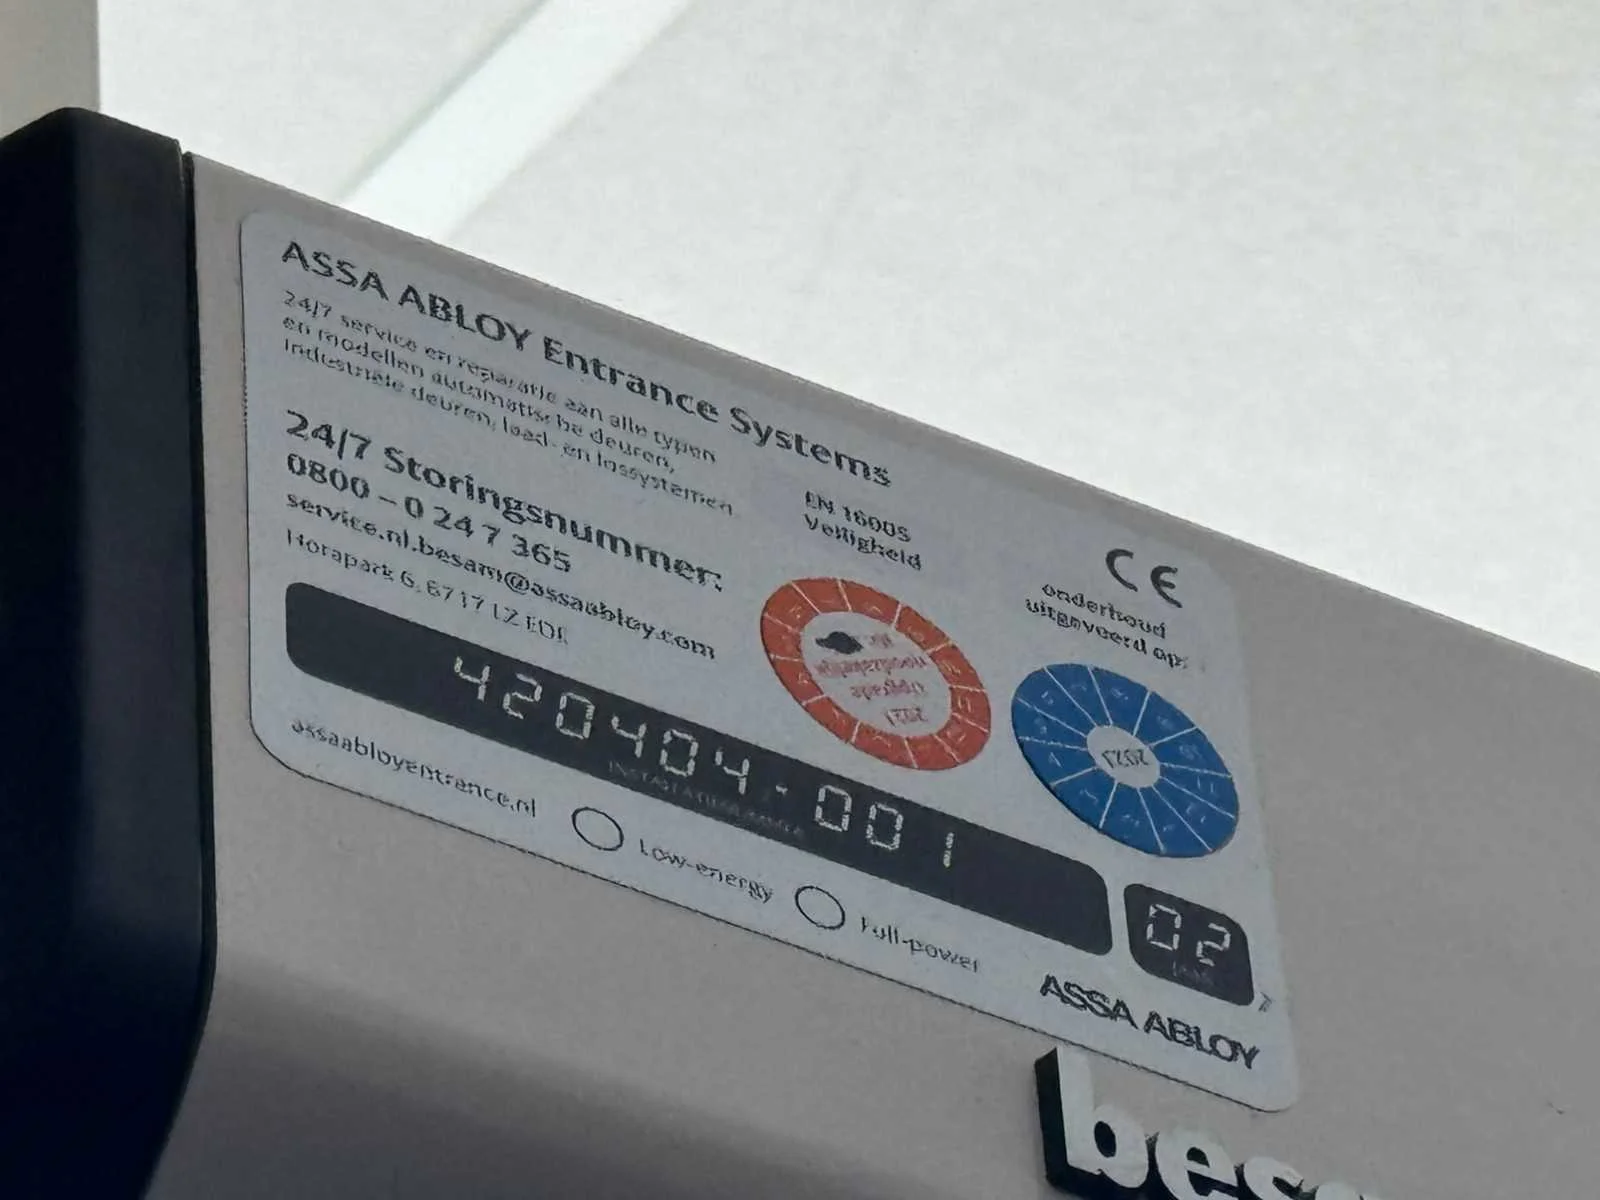 ASSA ABLOY Entrance Systems
24/7 service en reparatie aan alle typen
en modellen automatische deuren,
industriële deuren, laad- en lossystemen
24/7 Storingsnummer:
0800 – 0 24 7 365
service.nl.besam@assaabloy.com
Horapark 6, 6717 LZ EDE
EN 16005
Veiligheid
CE
onderhoud
uitgevoerd op:
2021
420404-001
02
assaabloyentrance.nl
Low-energy
Full-power
ASSA ABLOY
besa